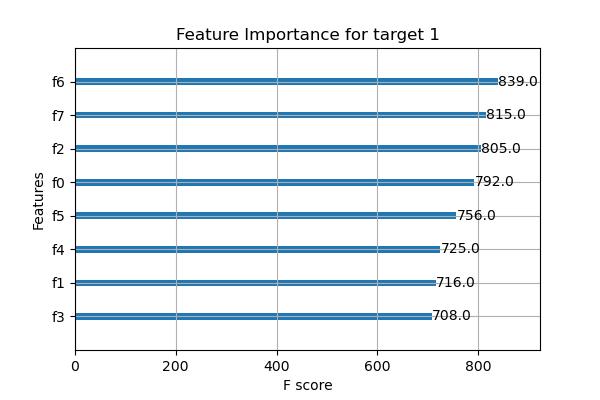 Feature Importance for target 1
f6 839.0
f7 815.0
f2 805.0
f0 792.0
f5 756.0
f4 725.0
f1 716.0
f3 708.0
Features
0 200 400 600 800
F score